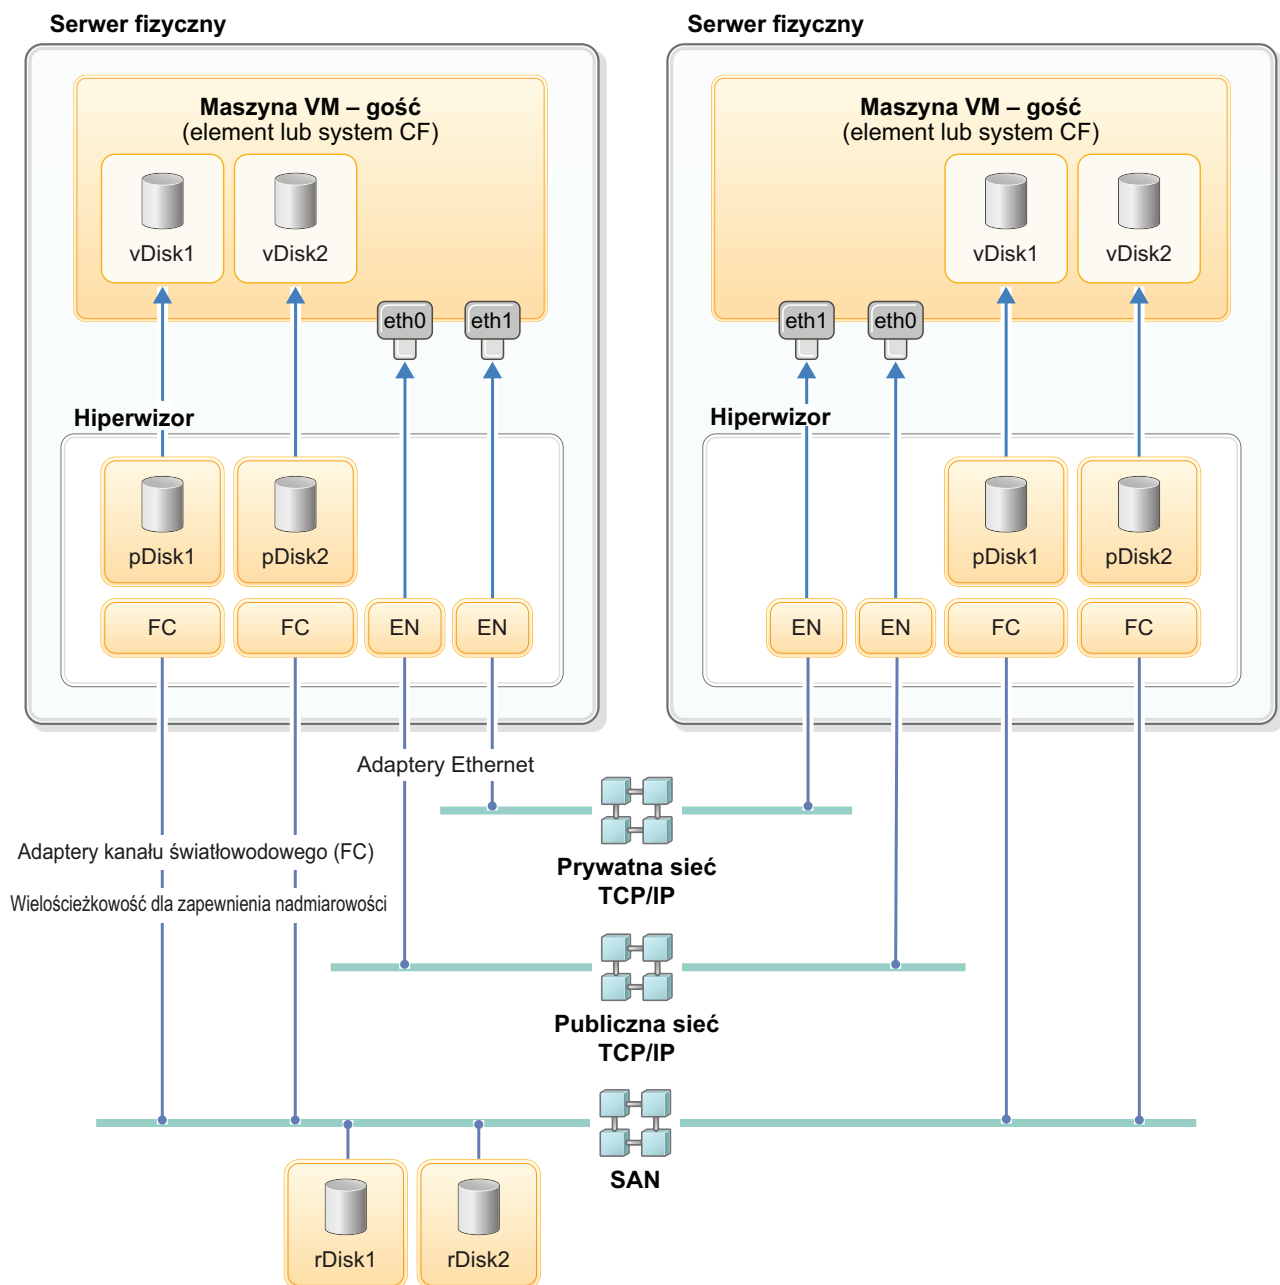 Serwer fizyczny
Serwer fizyczny
Maszyna VM – gość
(element lub system CF)
Maszyna VM – gość
(element lub system CF)
vDisk1
vDisk2
vDisk1
vDisk2
eth0
eth1
eth1
eth0
Hiperwizor
Hiperwizor
pDisk1
pDisk2
pDisk1
pDisk2
FC
FC
EN
EN
EN
EN
FC
FC
Adaptery Ethernet
Adaptery kanału światłowodowego (FC)
Prywatna sieć
TCP/IP
Wielościeżkowość dla zapewnienia nadmiarowości
Publiczna sieć
TCP/IP
SAN
rDisk1
rDisk2